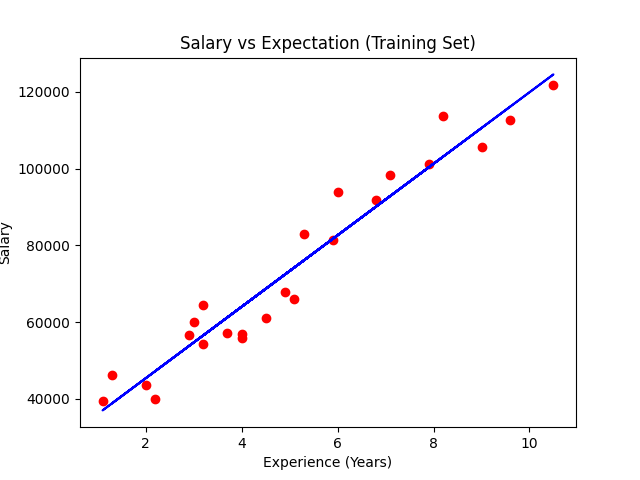 Salary vs Expectation (Training Set)
120000
100000
80000
60000
40000
Salary
2 4 6 8 10
Experience (Years)